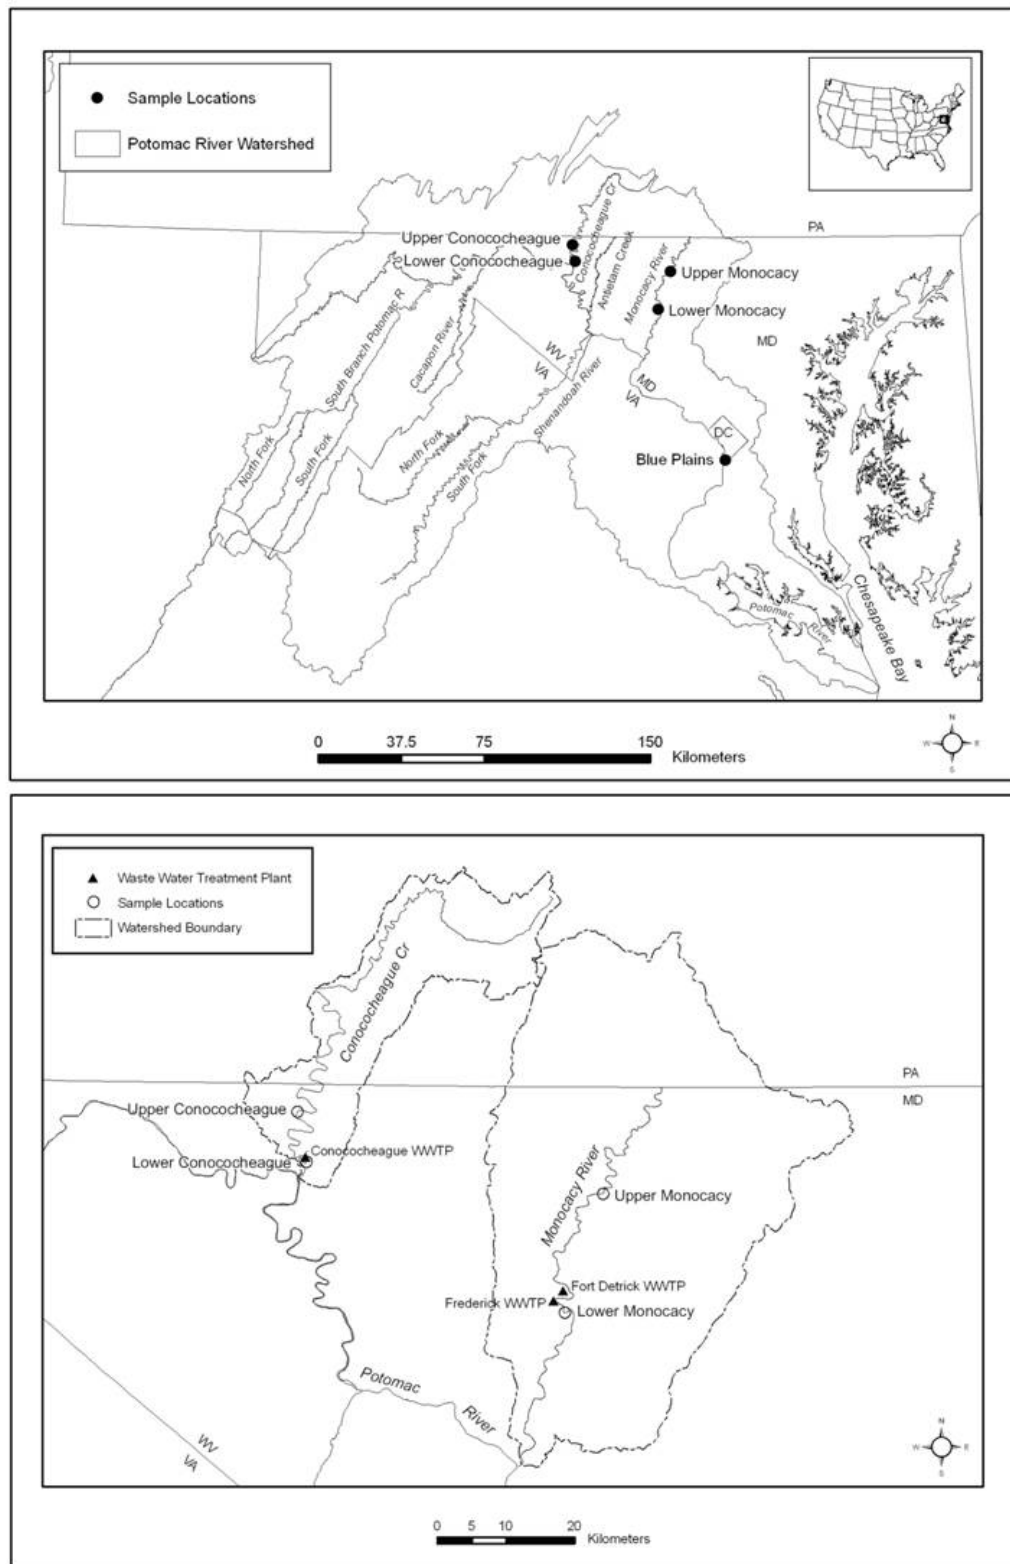 Sample Locations
Potomac River Watershed
PA
Upper Conococheague
Lower Conococheague
Conococheague Cr
Antietam Creek
Monocacy River
Upper Monocacy
Lower Monocacy
MD
South Branch Potomac R
Cacapon River
WV
VA
Shenandoah River
MD
VA
DC
Blue Plains
North Fork
South Fork
North Fork
South Fork
Potomac
River
Chesapeake Bay
0 37.5 75 150
Kilometers
N
W E
S
Waste Water Treatment Plant
Sample Locations
Watershed Boundary
Conococheague Cr
PA
MD
Upper Conococheague
Conococheague WWTP
Lower Conococheague
Monocacy River
Upper Monocacy
Fort Detrick WWTP
Frederick WWTP
Lower Monocacy
Potomac
River
WV
VA
N
W E
S
0 5 10 20
Kilometers